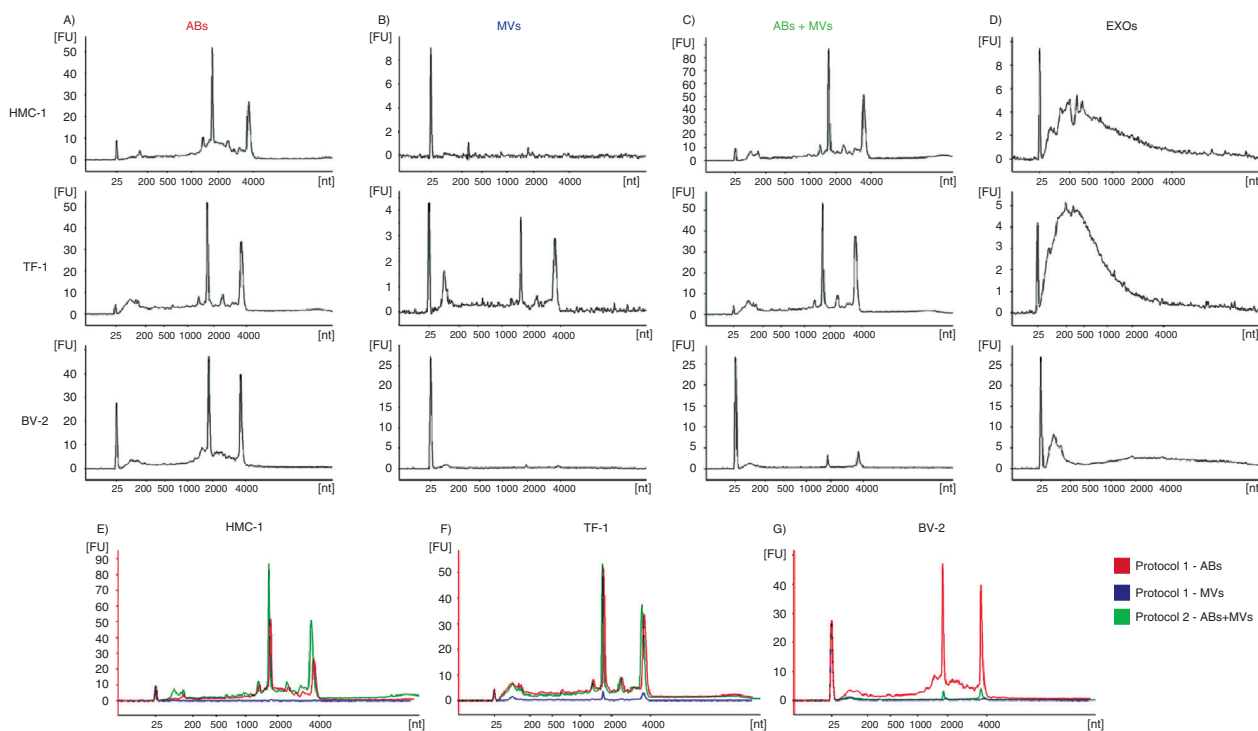 A) B) C) D)
ABs MVs ABs + MVs EXOs
[FU] [FU] [FU] [FU]
HMC-1
50 40 30 20 10 0
8 6 4 2 0
80 70 60 50 40 30 20 10 0
8 6 4 2 0
25 200 500 1000 2000 4000 [nt]
25 200 500 1000 2000 4000 [nt]
25 200 500 1000 2000 4000 [nt]
25 200 500 1000 2000 4000 [nt]
[FU] [FU] [FU] [FU]
TF-1
50 40 30 20 10 0
4 3 2 1 0
50 40 30 20 10 0
5 4 3 2 1 0
25 200 500 1000 2000 4000 [nt]
25 200 500 1000 2000 4000 [nt]
25 200 500 1000 2000 4000 [nt]
25 200 500 1000 2000 4000 [nt]
[FU] [FU] [FU] [FU]
BV-2
40 30 20 10 0
25 20 15 10 5 0
25 20 15 10 5 0
25 20 15 10 5 0
25 200 500 1000 2000 4000 [nt]
25 200 500 1000 2000 4000 [nt]
25 200 500 1000 2000 4000 [nt]
25 200 500 1000 2000 4000 [nt]
E) HMC-1 F) TF-1 G) BV-2
[FU] [FU] [FU]
90 80 70 60 50 40 30 20 10 0
50 40 30 20 10 0
40 30 20 10 0
25 200 500 1000 2000 4000 [nt]
25 200 500 1000 2000 4000 [nt]
25 200 500 1000 2000 4000 [nt]
Protocol 1 - ABs
Protocol 1 - MVs
Protocol 2 - ABs+MVs